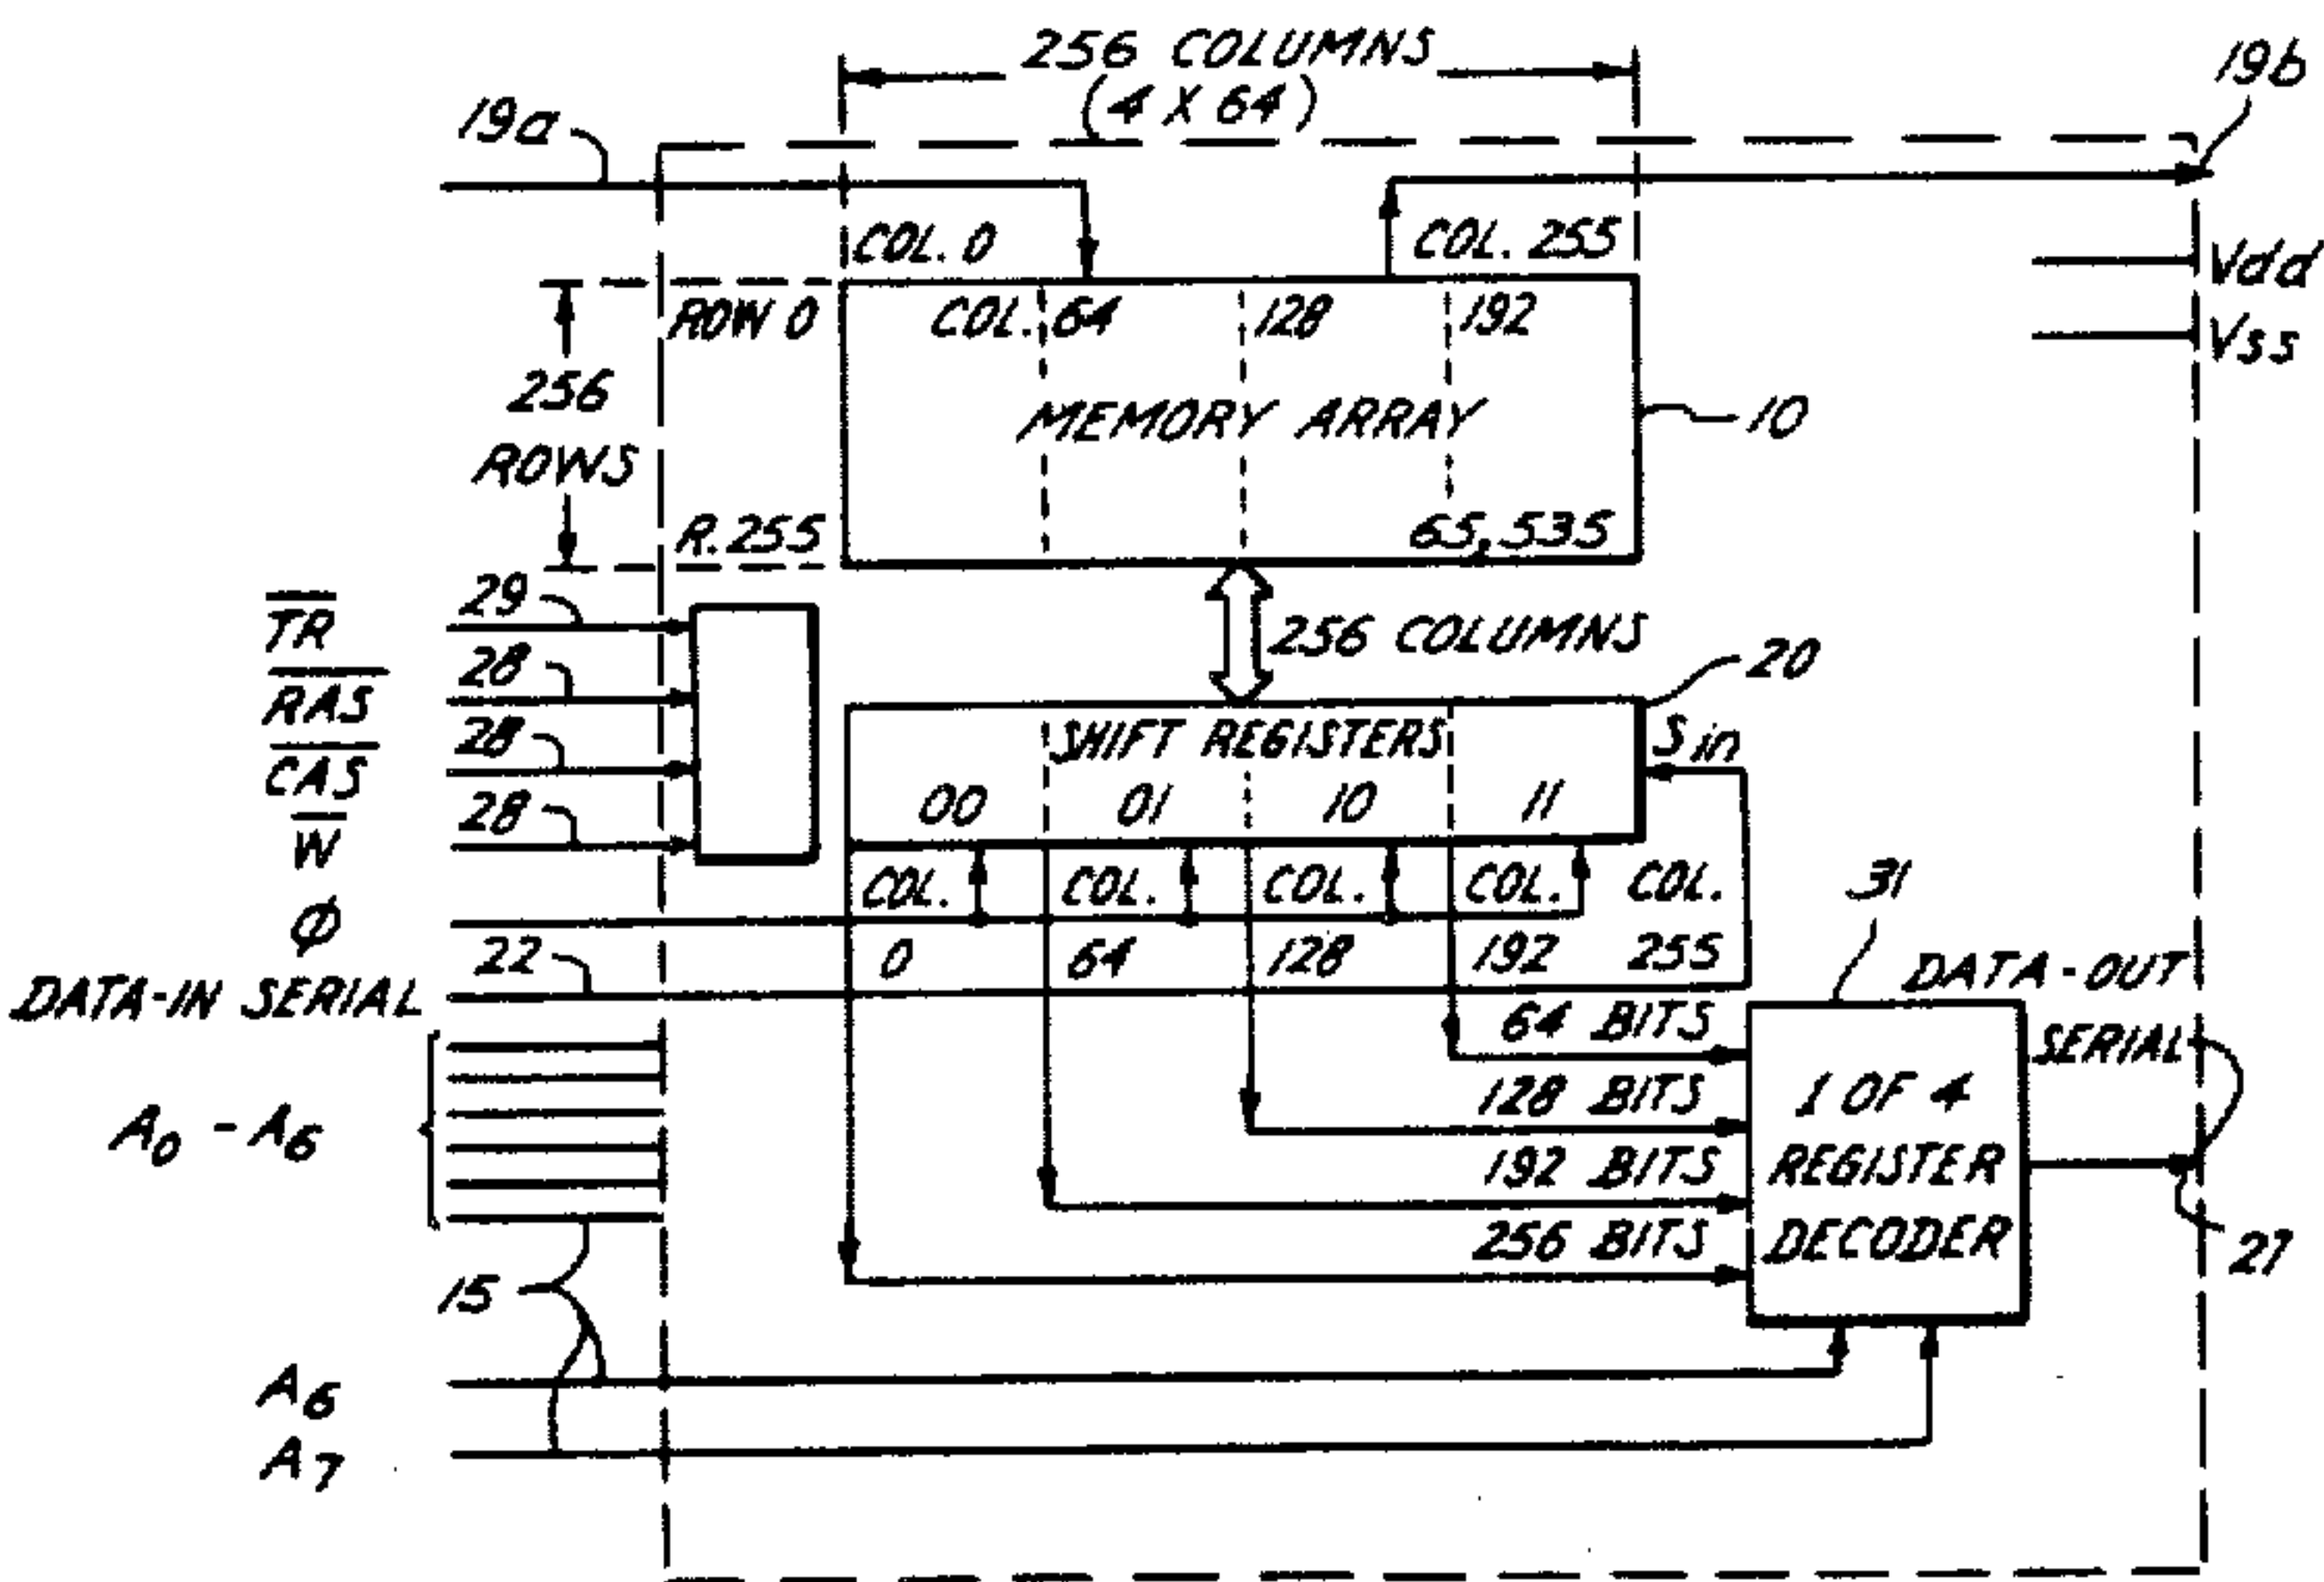 256 COLUMNS
(4 X 64)
19a
19b
COL. 0
COL. 255
Vdd
Vss
ROW 0
COL. 64
128
192
256
ROWS
MEMORY ARRAY
10
R. 255
65,535
TR
29
256 COLUMNS
RAS
28
20
CAS
28
SHIFT REGISTERS
Sin
W
28
00
01
10
11
φ
COL.
COL.
COL.
COL.
COL.
31
22
0
64
128
192
255
DATA-IN SERIAL
DATA-OUT
SERIAL
64 BITS
128 BITS
192 BITS
256 BITS
1 OF 4
REGISTER
DECODER
A0 - A6
27
15
A6
A7